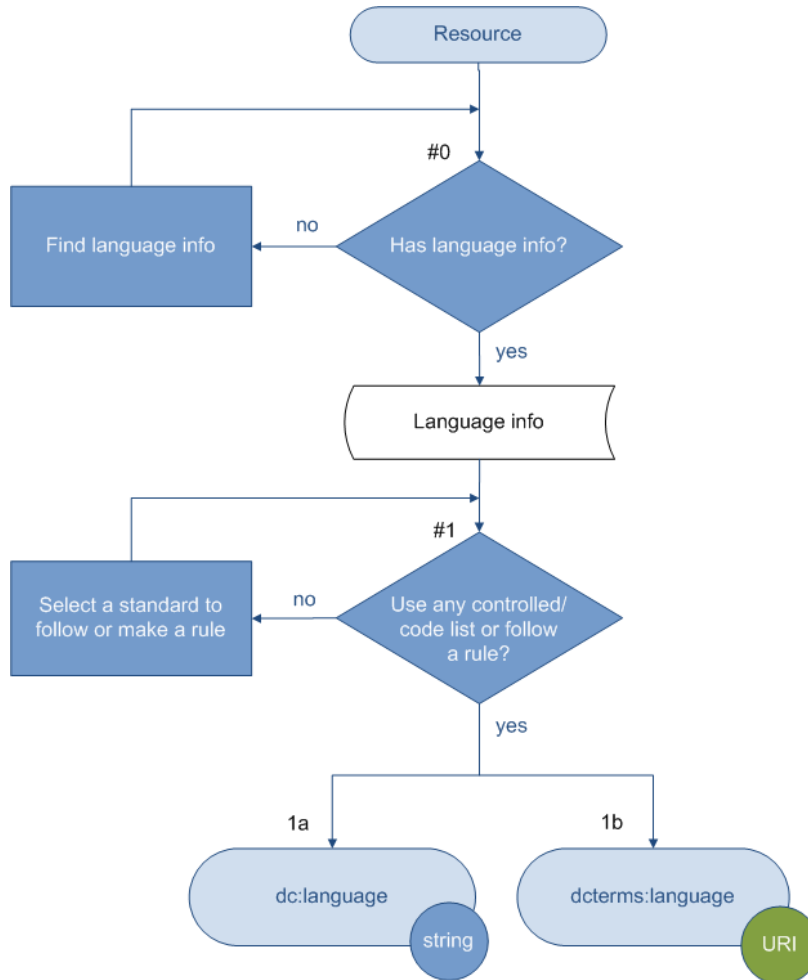 Resource
#0
Find language info
no
Has language info?
yes
Language info
#1
Select a standard to
follow or make a rule
no
Use any controlled/
code list or follow
a rule?
yes
1a
1b
dc:language
dcterms:language
string
URI